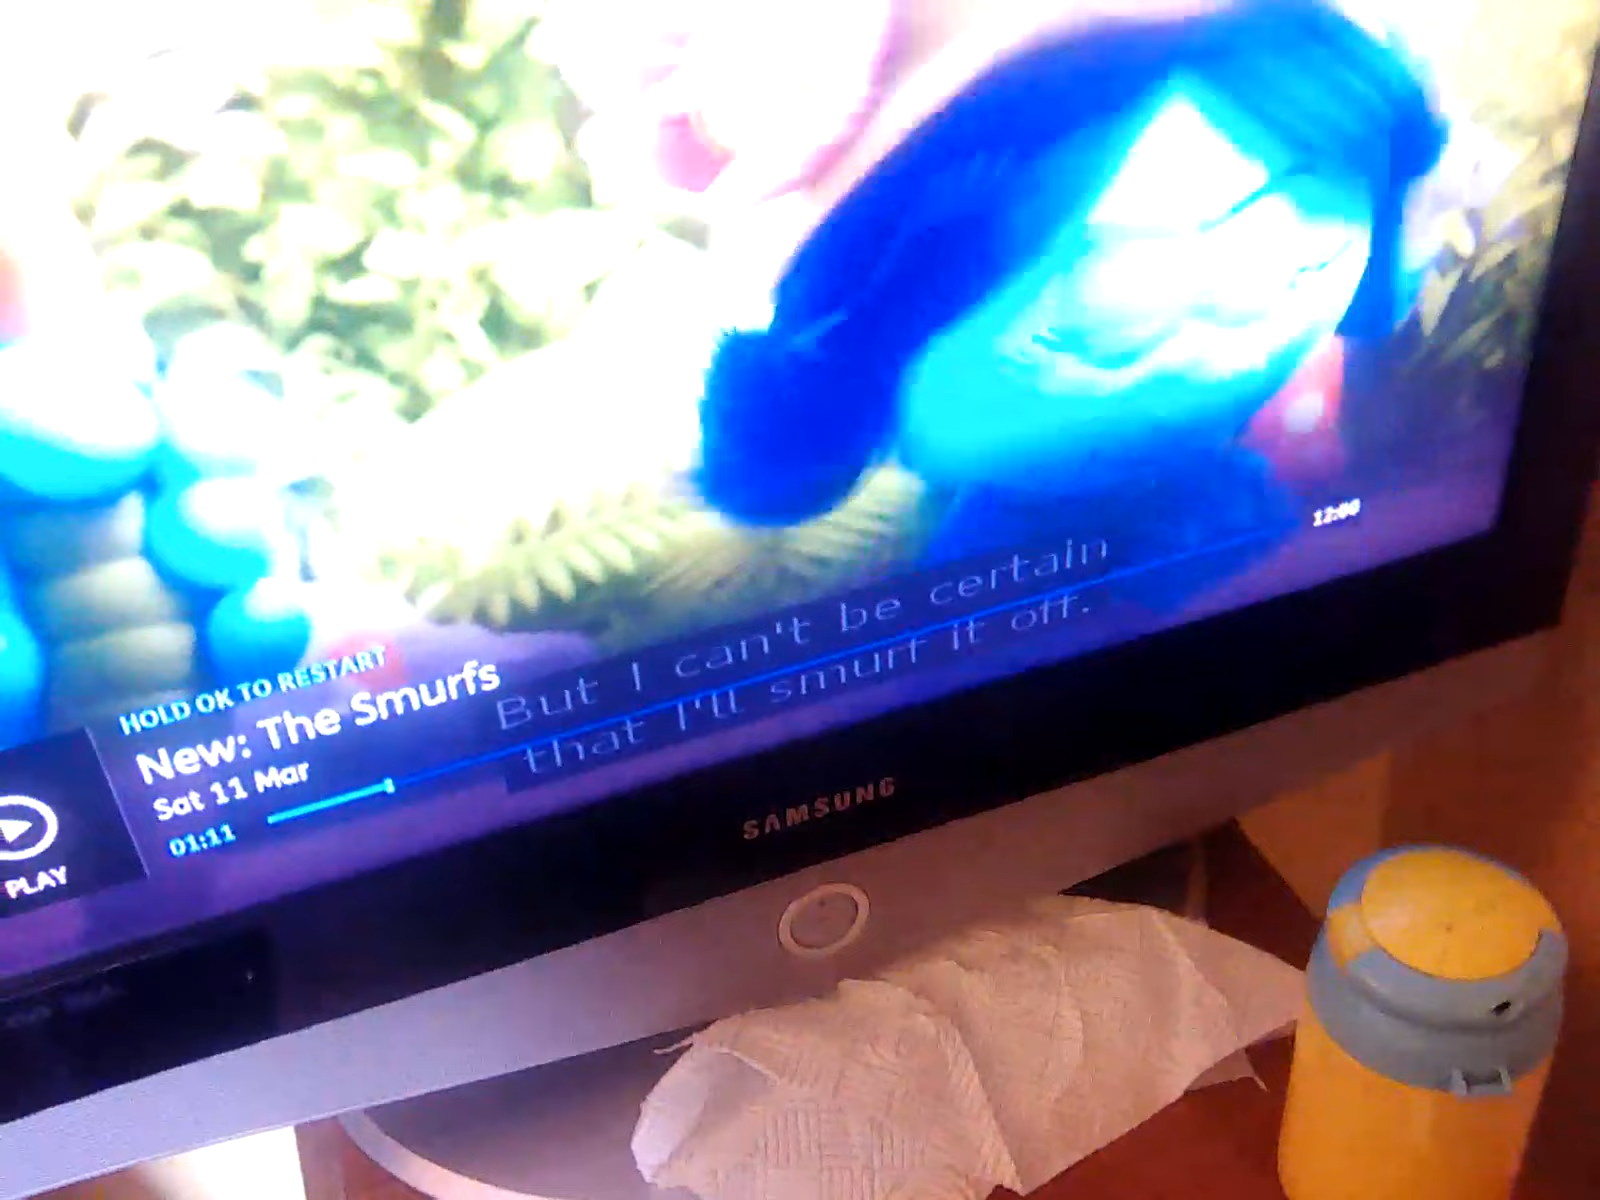 HOLD OK TO RESTART
New: The Smurfs
Sat 11 Mar
01:11
12:00
PLAY
But I can't be certain
that I'll smurf it off.
SAMSUNG